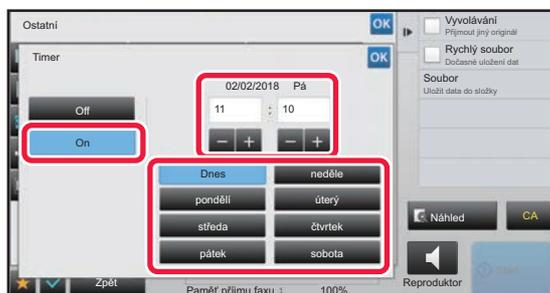 Ostatní
OK
Vyvolávání
Přijmout jiný originál
Rychlý soubor
Dočasné uložení dat
Soubor
Uložit data do složky
Timer
OK
02/02/2018 Pá
11 : 10
Off
On
Dnes neděle
pondělí úterý
středa čtvrtek
pátek sobota
Náhled
CA
Zpět
Paměť příjmu faxu : 100%
Reproduktor
Start